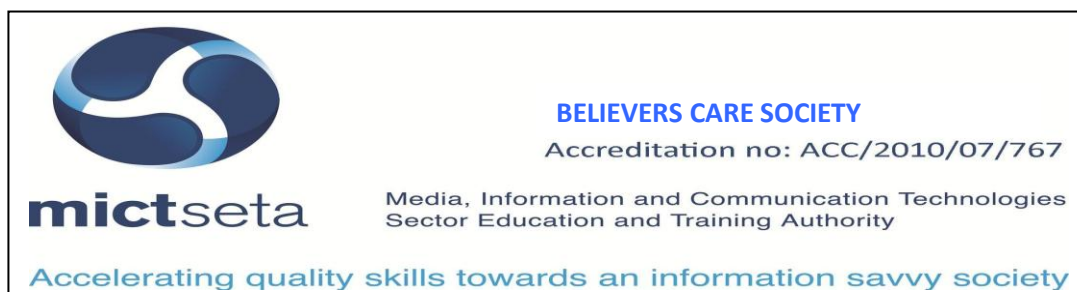 BELIEVERS CARE SOCIETY
Accreditation no: ACC/2010/07/767
mictseta
Media, Information and Communication Technologies
Sector Education and Training Authority
Accelerating quality skills towards an information savvy society